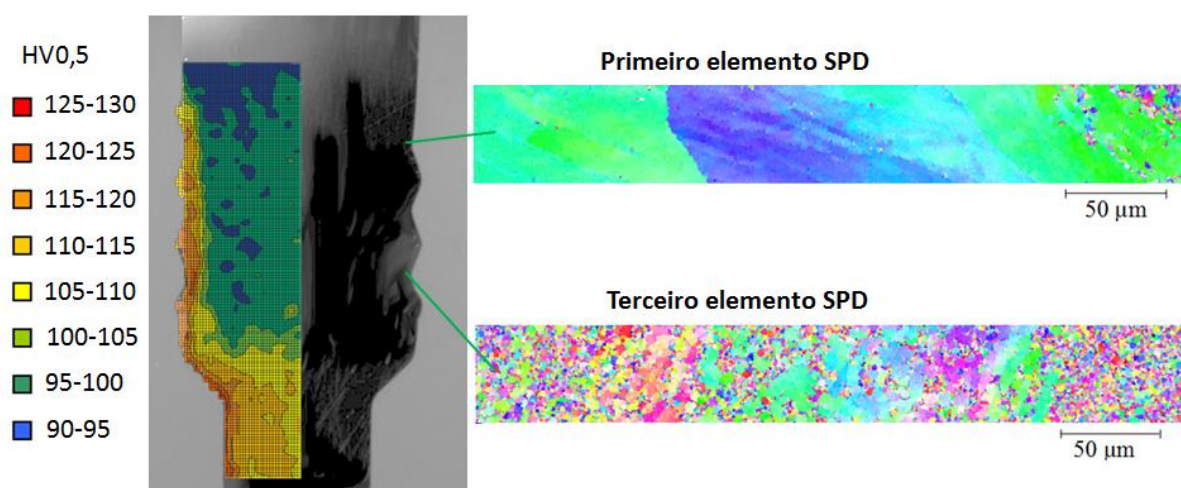 HV0,5
125-130
120-125
115-120
110-115
105-110
100-105
95-100
90-95
Primeiro elemento SPD
50 µm
Terceiro elemento SPD
50 µm